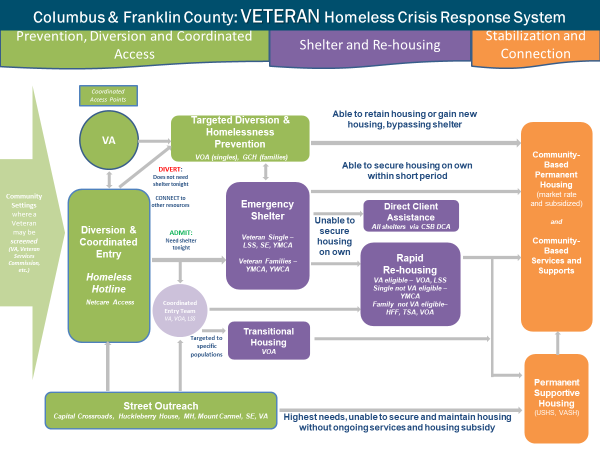 Columbus & Franklin County: VETERAN Homeless Crisis Response System
Prevention, Diversion and Coordinated
Access
Shelter and Re-housing
Stabilization and
Connection
Coordinated
Access Points
VA
Targeted Diversion &
Homelessness
Prevention
VOA (singles), GCH (families)
Able to retain housing or gain new
housing, bypassing shelter
DIVERT:
Does not need
shelter tonight
CONNECT to
other resources
Able to secure housing on own
within short period
Community
Settings
where a
Veteran
may be
screened
(VA, Veteran
Services
Commission,
etc.)
Diversion &
Coordinated
Entry
Homeless
Hotline
Netcare Access
ADMIT:
Need shelter
tonight
Emergency
Shelter
Veteran Single –
LSS, SE, YMCA
Veteran Families –
YMCA, YWCA
Unable to
secure
housing
on own
Direct Client
Assistance
All shelters via CSB DCA
Rapid
Re-housing
VA eligible – VOA, LSS
Single not VA eligible –
YMCA
Family not VA eligible–
HFF, TSA, VOA
Community-
Based
Permanent
Housing
(market rate
and subsidized)
and
Community-
Based
Services and
Supports
Coordinated
Entry Team
VA, VOA, LSS
Targeted to
specific
populations
Transitional
Housing
VOA
Permanent
Supportive
Housing
(USHS, VASH)
Street Outreach
Capital Crossroads, Huckleberry House, MH, Mount Carmel, SE, VA
Highest needs, unable to secure and maintain housing
without ongoing services and housing subsidy